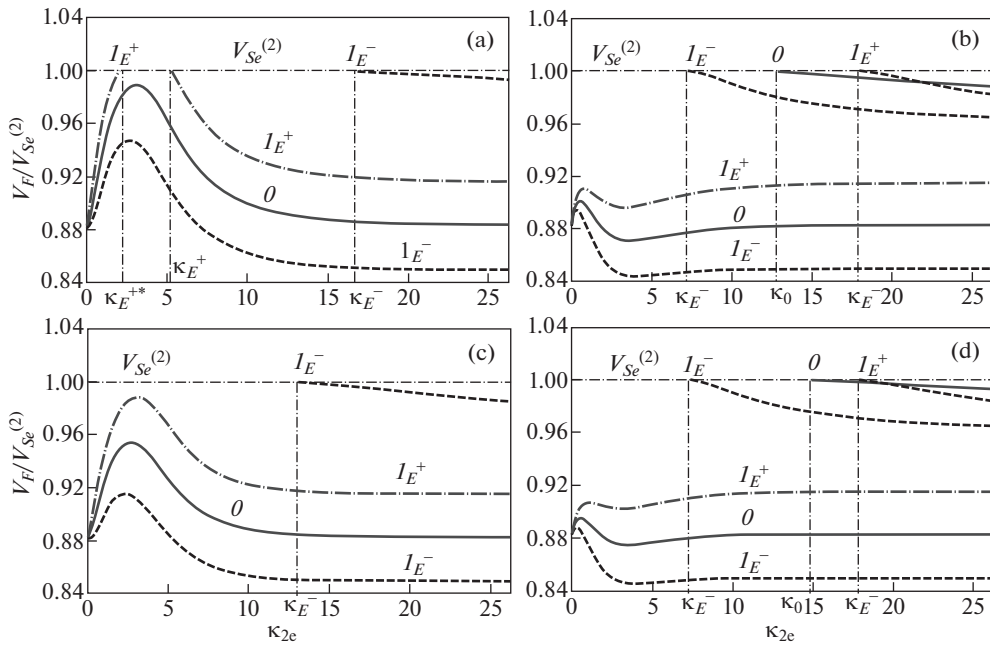 1.04
1.00
0.96
0.92
0.88
0.84
V_F/V_Se^(2)
1_E^+
V_Se^(2)
1_E^-
(a)
1_E^+
0
1_E^-
0
κ_E^+*
5
κ_E^+
10
15
κ_E^-
20
25
1.04
1.00
0.96
0.92
0.88
0.84
V_Se^(2)
1_E^-
0
1_E^+
(b)
1_E^+
0
1_E^-
0
5
κ_E^-
10
κ_0
15
κ_E^-
20
25
1.04
1.00
0.96
0.92
0.88
0.84
V_F/V_Se^(2)
V_Se^(2)
1_E^-
(c)
1_E^+
0
1_E^-
0
5
10
κ_E^-
15
20
25
κ_2e
1.04
1.00
0.96
0.92
0.88
0.84
V_Se^(2)
1_E^-
0
1_E^+
(d)
1_E^+
0
1_E^-
0
5
κ_E^-
10
κ_0
15
κ_E^-
20
25
κ_2e